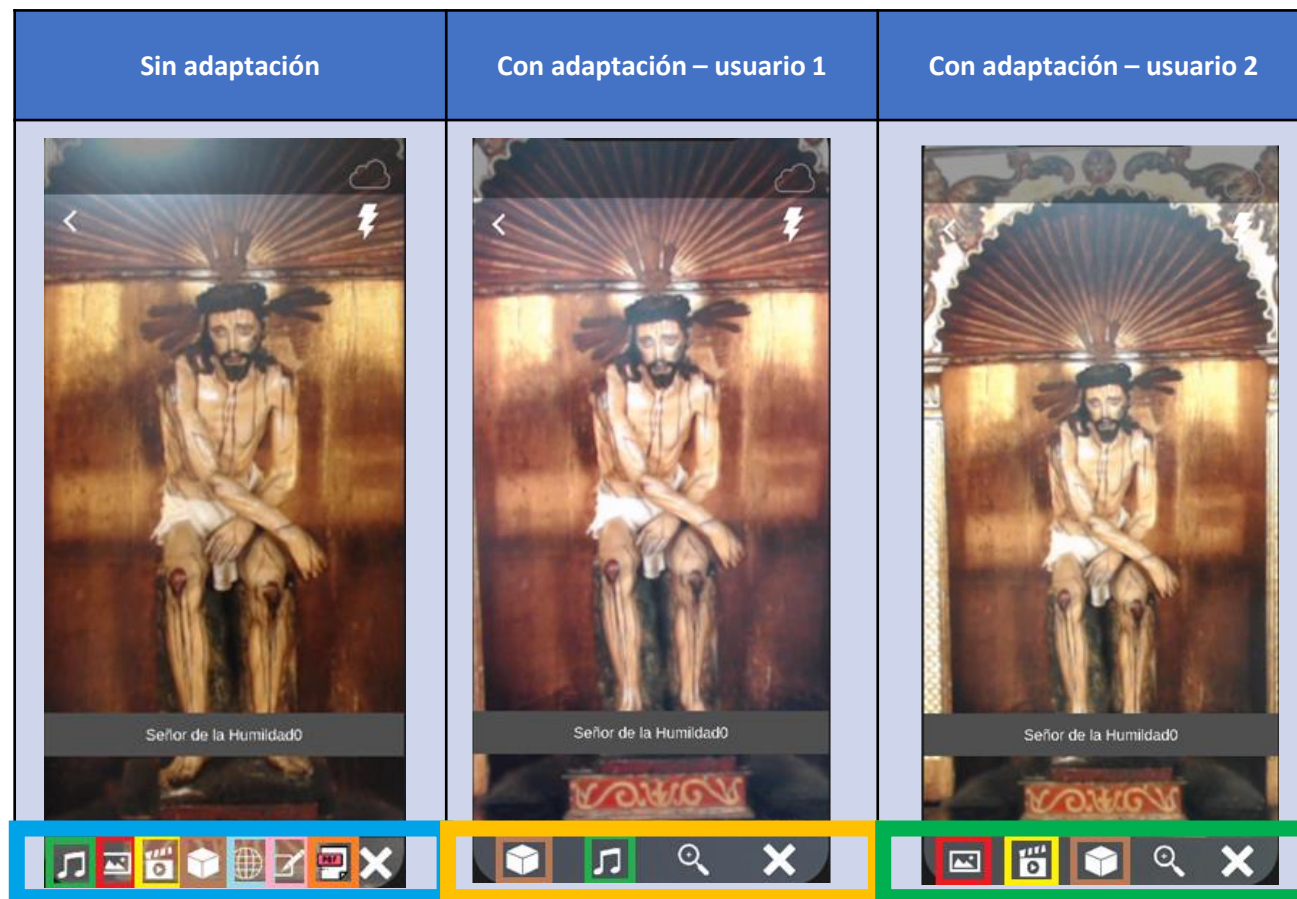 Sin adaptación
Con adaptación – usuario 1
Con adaptación – usuario 2
Señor de la Humildad0
Señor de la Humildad0
Señor de la Humildad0
PDF